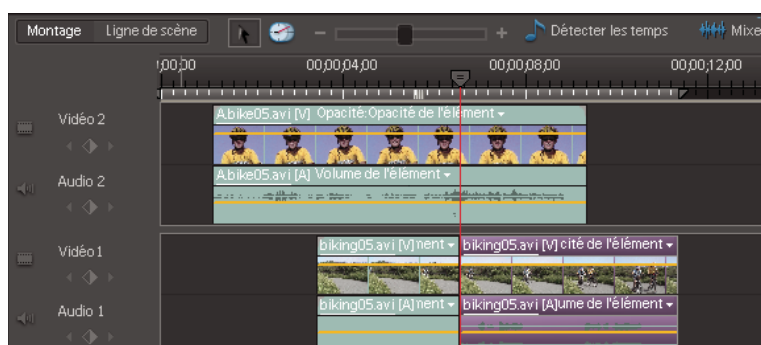 Montage Ligne de scène − + Détecter les temps Mixe
;00;00 00;00;04;00 00;00;08;00 00;00;12;00
Vidéo 2
A.bike05.avi [V] Opacité:Opacité de l'élément
Audio 2
A.bike05.avi [A] Volume de l'élément
Vidéo 1
biking05.avi [V] nent biking05.avi [V] cité de l'élément
Audio 1
biking05.avi [A] nent biking05.avi [A]ume de l'élément